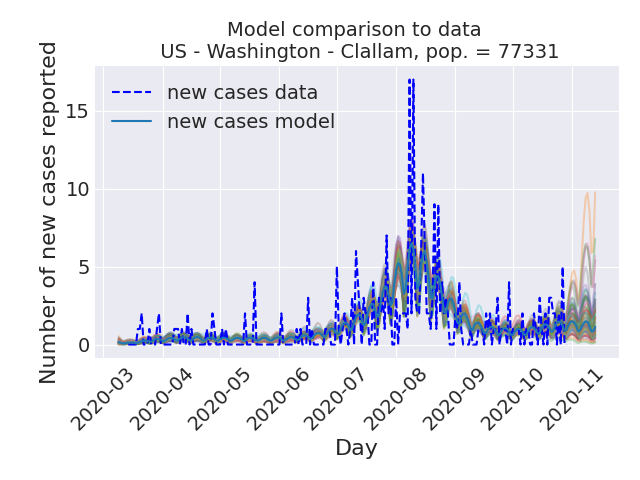 Model comparison to data
US - Washington - Clallam, pop. = 77331
Number of new cases reported
new cases data
new cases model
15
10
5
0
2020-03
2020-04
2020-05
2020-06
2020-07
2020-08
2020-09
2020-10
2020-11
Day